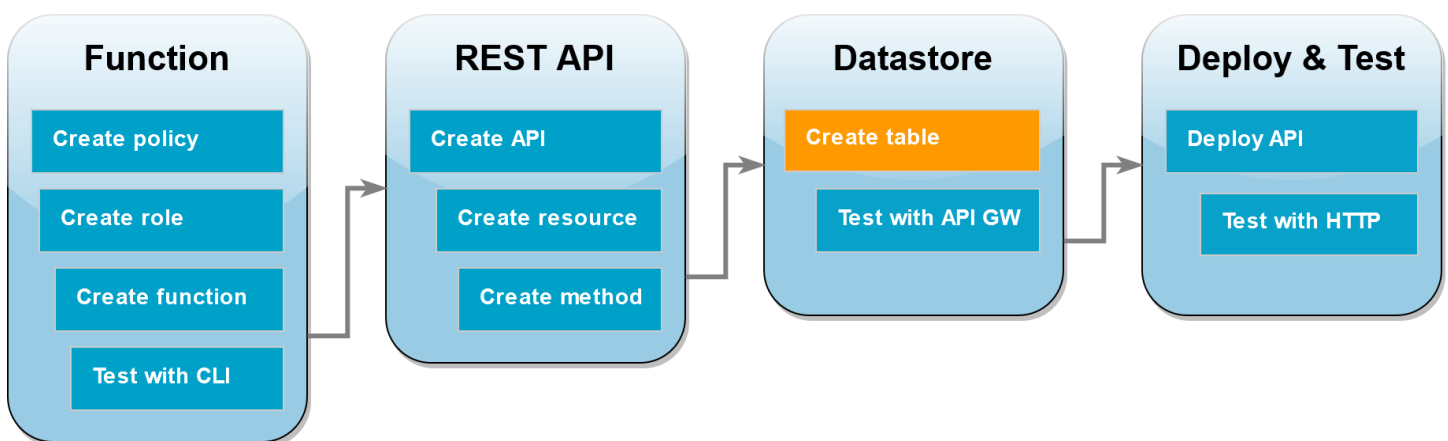 Function
Create policy
Create role
Create function
Test with CLI
REST API
Create API
Create resource
Create method
Datastore
Create table
Test with API GW
Deploy & Test
Deploy API
Test with HTTP